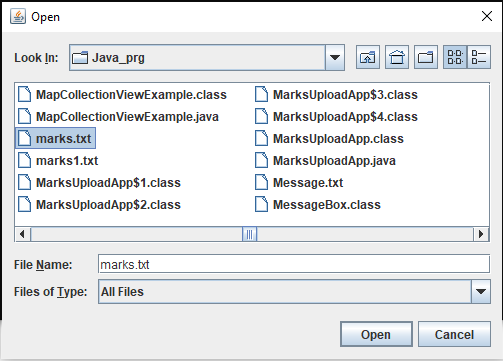 Open
Look In: Java_prg
MapCollectionViewExample.class
MapCollectionViewExample.java
marks.txt
marks1.txt
MarksUploadApp$1.class
MarksUploadApp$2.class
MarksUploadApp$3.class
MarksUploadApp$4.class
MarksUploadApp.class
MarksUploadApp.java
Message.txt
MessageBox.class
File Name: marks.txt
Files of Type: All Files
Open Cancel